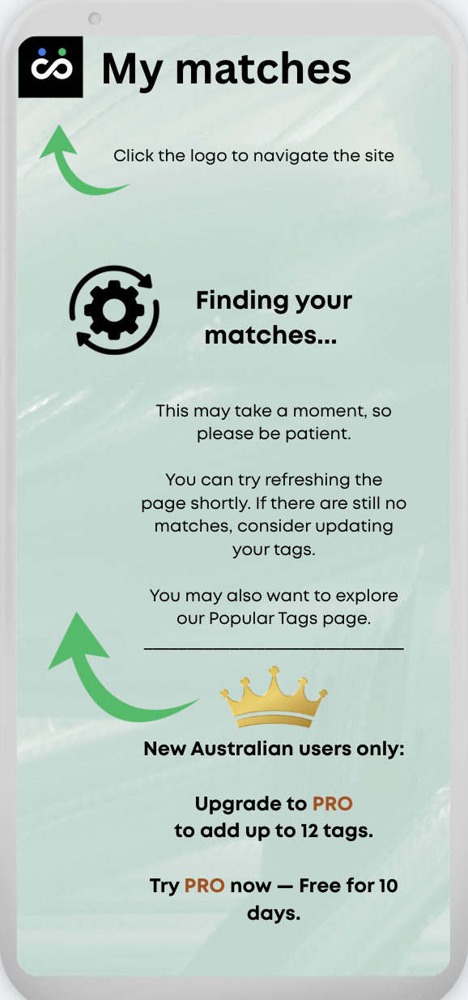 My matches
Click the logo to navigate the site
Finding your
matches...
This may take a moment, so
please be patient.
You can try refreshing the
page shortly. If there are still no
matches, consider updating
your tags.
You may also want to explore
our Popular Tags page.
New Australian users only:
Upgrade to PRO
to add up to 12 tags.
Try PRO now — Free for 10
days.